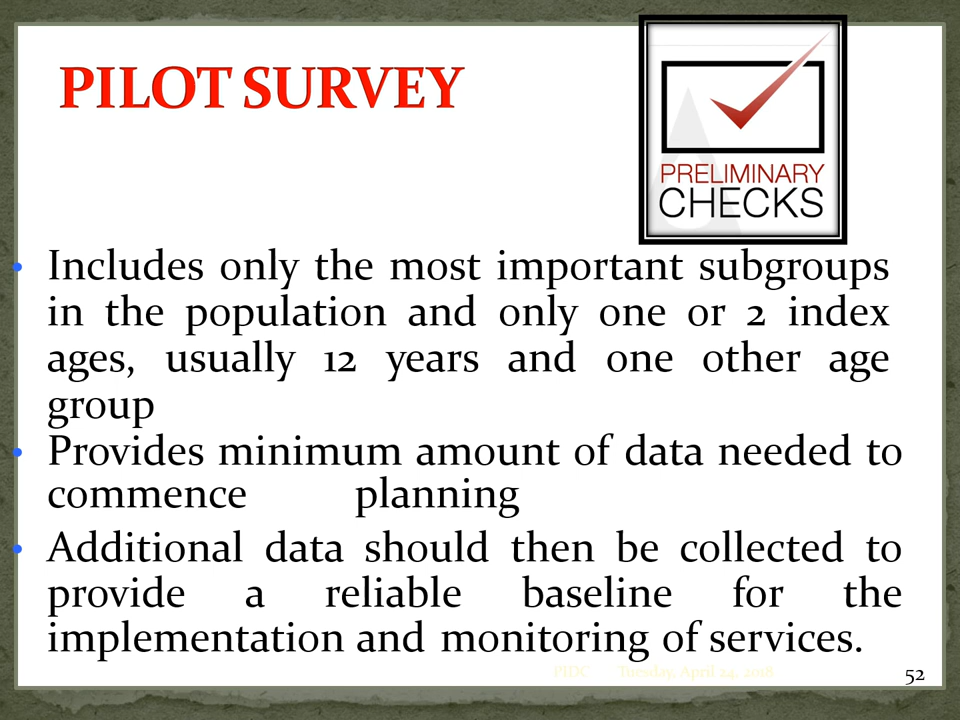 PILOT SURVEY
PRELIMINARY
CHECKS
• Includes only the most important subgroups
in the population and only one or 2 index
ages, usually 12 years and one other age
group
• Provides minimum amount of data needed to
commence planning
• Additional data should then be collected to
provide a reliable baseline for the
implementation and monitoring of services.
PIDC Tuesday, April 24, 2018
52